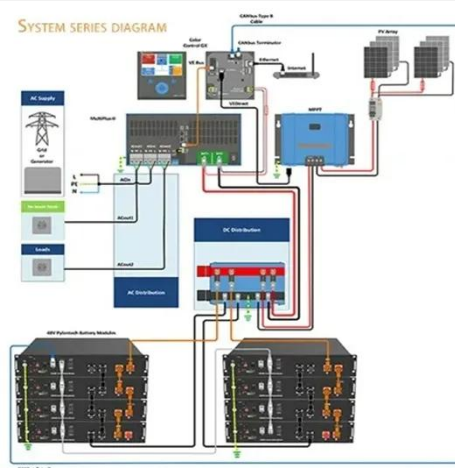 SYSTEM SERIES DIAGRAM
CANbus Type B
Cable
Color
Control GX
CANbus Terminator
VE Bus
Ethernet
Internet
PV Array
AC Supply
VE Direct
MultiPlus-II
MPPT
Grid
or
Generator
L
PE
N
ACin
ACout1
Loads
DC Distribution
ACout2
AC Distribution
48V Pylontech Battery Modules